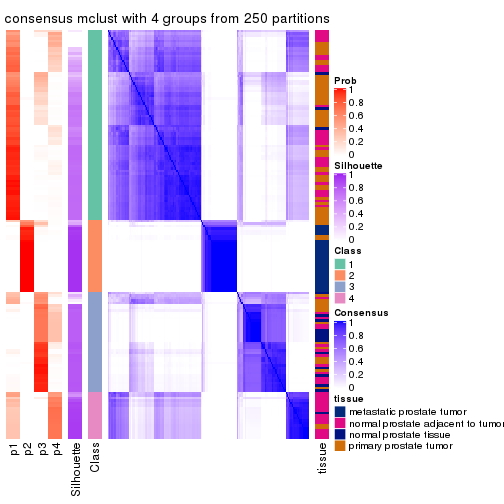 consensus mclust with 4 groups from 250 partitions
Prob
1
0.8
0.6
0.4
0.2
0
Silhouette
1
0.8
0.6
0.4
0.2
0
Class
1
2
3
4
Consensus
1
0.8
0.6
0.4
0.2
0
tissue
metastatic prostate tumor
normal prostate adjacent to tumor
normal prostate tissue
primary prostate tumor
p1
p2
p3
p4
Silhouette
Class
tissue